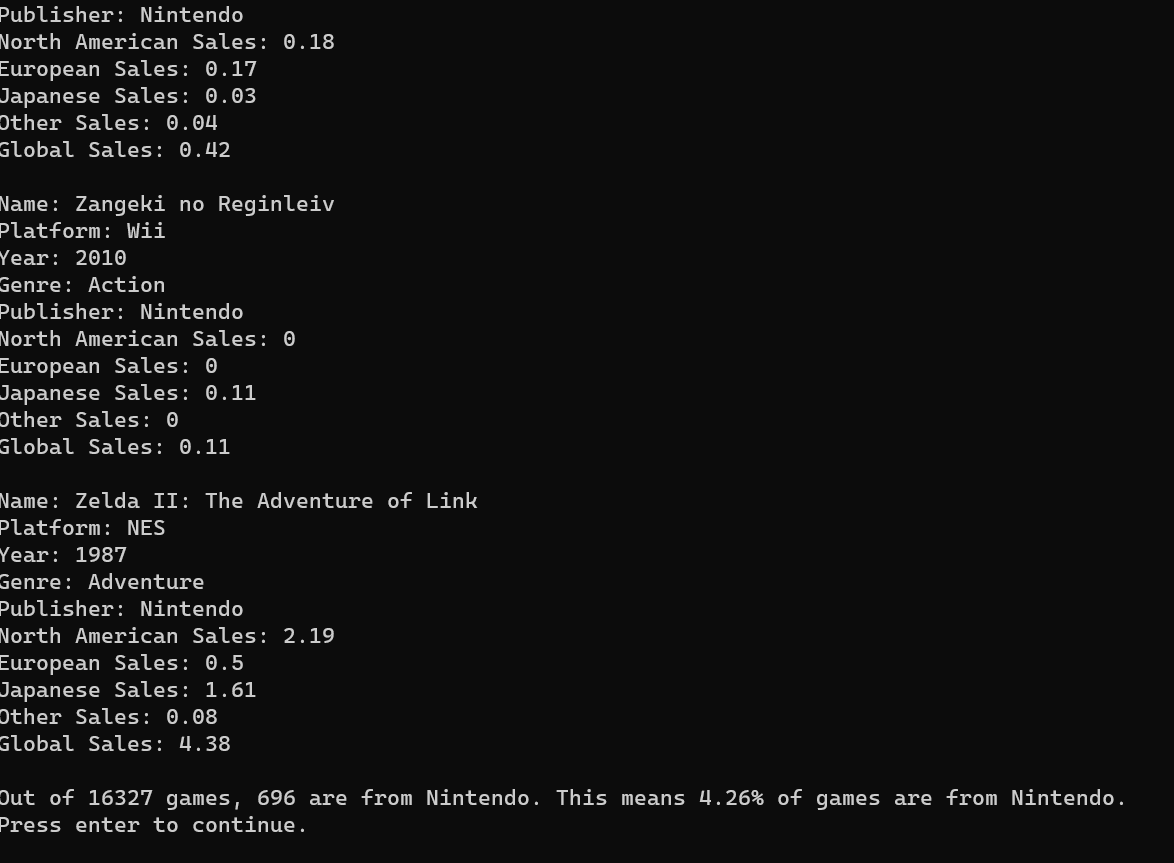 Publisher: Nintendo
North American Sales: 0.18
European Sales: 0.17
Japanese Sales: 0.03
Other Sales: 0.04
Global Sales: 0.42
Name: Zangeki no Reginleiv
Platform: Wii
Year: 2010
Genre: Action
Publisher: Nintendo
North American Sales: 0
European Sales: 0
Japanese Sales: 0.11
Other Sales: 0
Global Sales: 0.11
Name: Zelda II: The Adventure of Link
Platform: NES
Year: 1987
Genre: Adventure
Publisher: Nintendo
North American Sales: 2.19
European Sales: 0.5
Japanese Sales: 1.61
Other Sales: 0.08
Global Sales: 4.38
Out of 16327 games, 696 are from Nintendo. This means 4.26% of games are from Nintendo.
Press enter to continue.